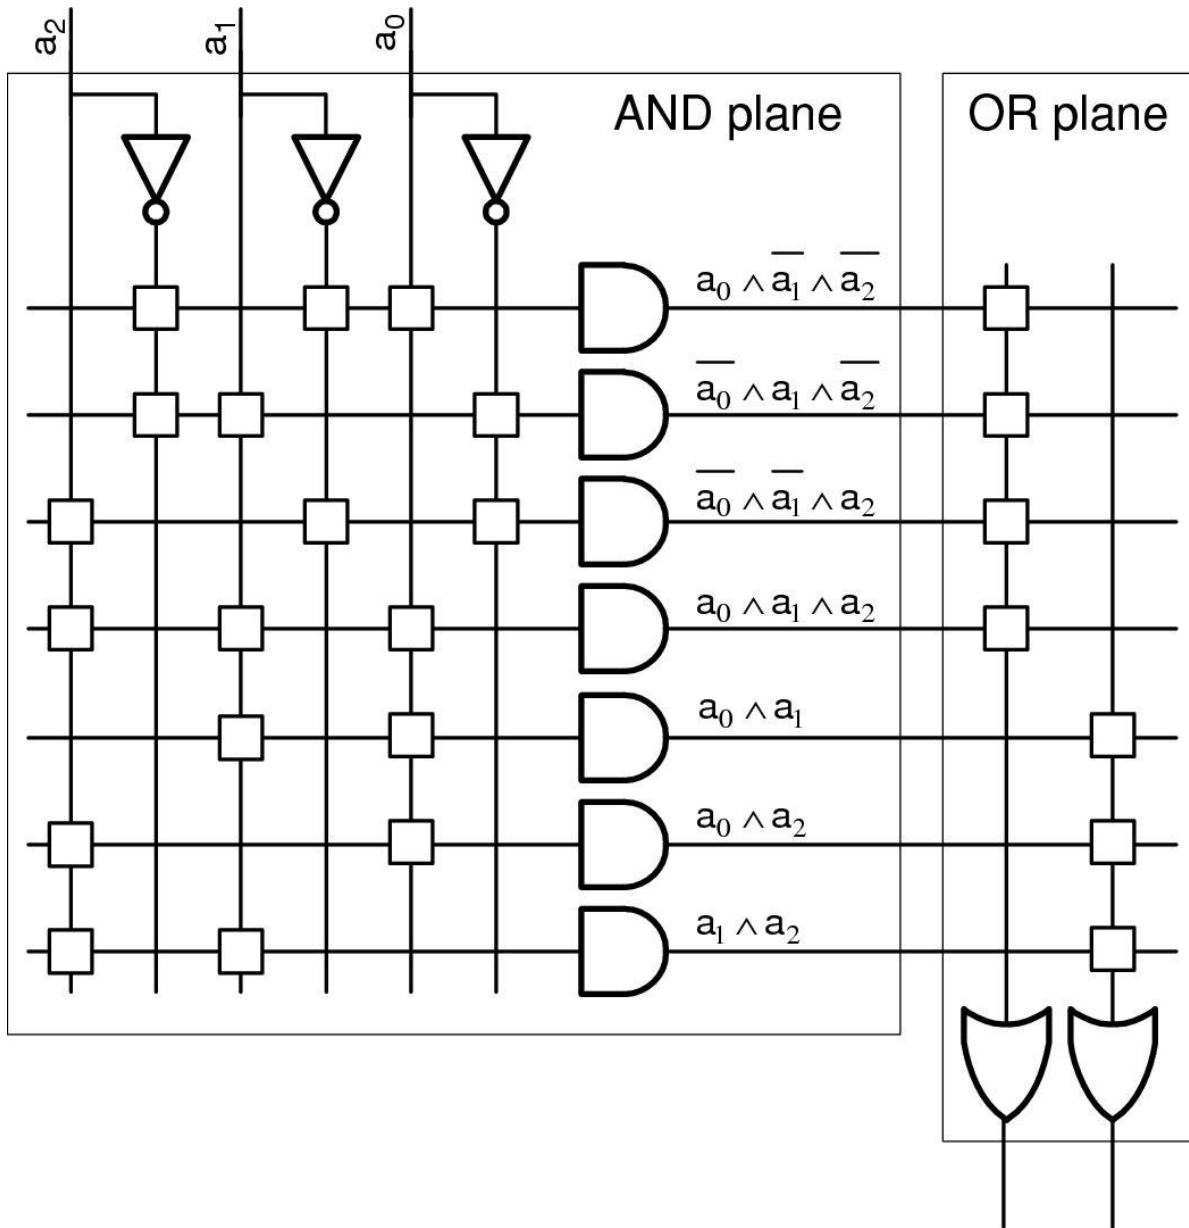 a₂ a₁ a₀
AND plane OR plane
a₀ ∧ a̅₁ ∧ a̅₂
a̅₀ ∧ a₁ ∧ a̅₂
a̅₀ ∧ a̅₁ ∧ a₂
a₀ ∧ a₁ ∧ a₂
a₀ ∧ a₁
a₀ ∧ a₂
a₁ ∧ a₂